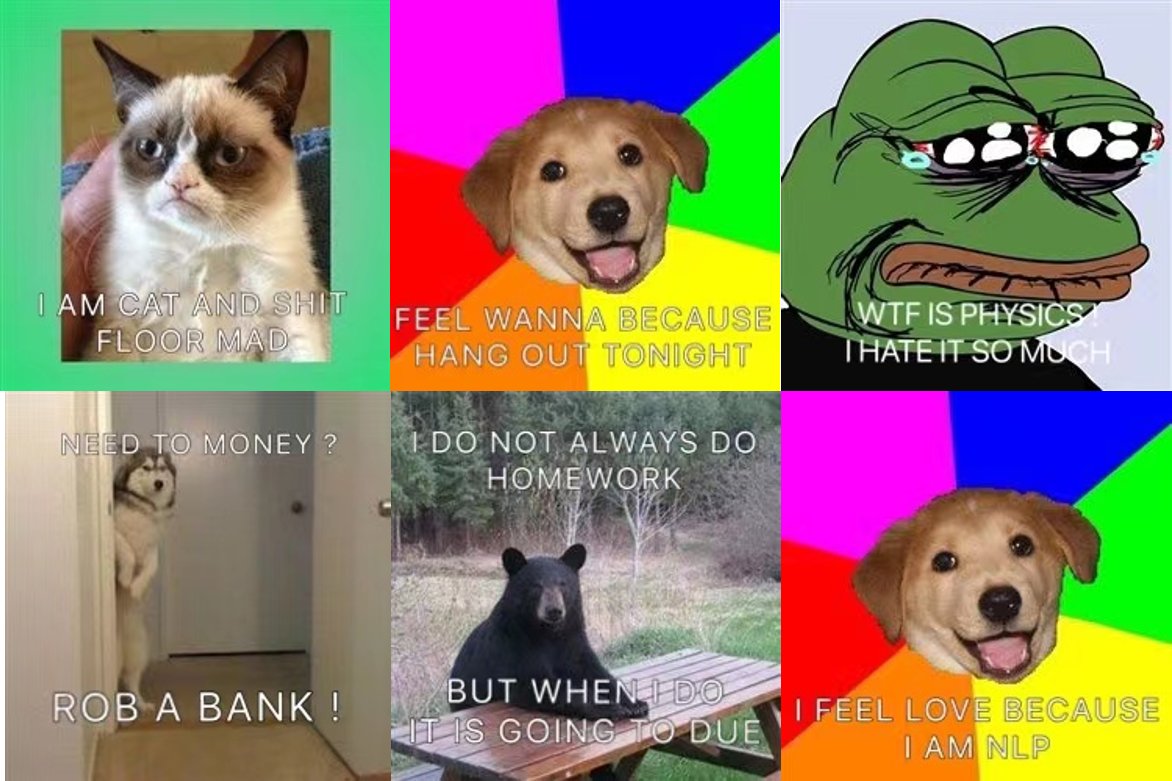 I AM CAT AND SHIT
FLOOR MAD
FEEL WANNA BECAUSE
HANG OUT TONIGHT
WTF IS PHYSICS !
I HATE IT SO MUCH
NEED TO MONEY ?
ROB A BANK !
I DO NOT ALWAYS DO
HOMEWORK
BUT WHEN I DO
IT IS GOING TO DUE
I FEEL LOVE BECAUSE
I AM NLP